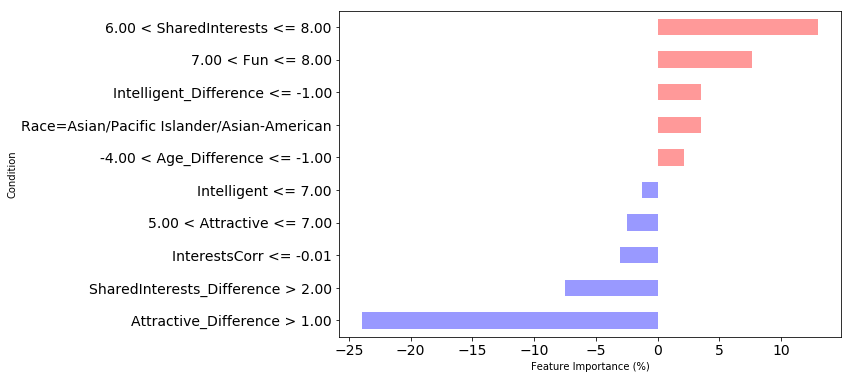 6.00 < SharedInterests <= 8.00
7.00 < Fun <= 8.00
Intelligent_Difference <= -1.00
Race=Asian/Pacific Islander/Asian-American
-4.00 < Age_Difference <= -1.00
Intelligent <= 7.00
5.00 < Attractive <= 7.00
InterestsCorr <= -0.01
SharedInterests_Difference > 2.00
Attractive_Difference > 1.00
Condition
−25 −20 −15 −10 −5 0 5 10
Feature Importance (%)